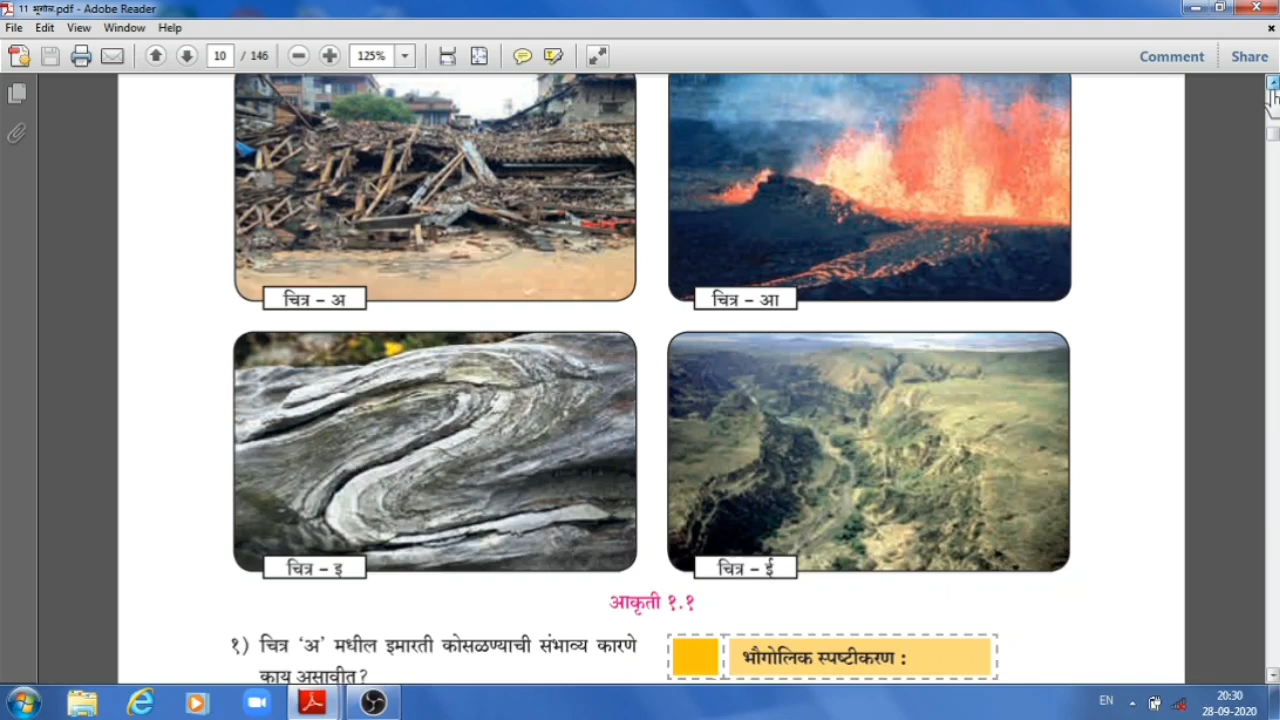 11 भूगोल.pdf - Adobe Reader
File Edit View Window Help
10 / 146 125% Comment Share
चित्र - अ
चित्र - आ
चित्र - इ
चित्र - ई
आकृती १.१
१) चित्र ‘अ’ मधील इमारती कोसळण्याची संभाव्य कारणे
काय असावीत?
भौगोलिक स्पष्टीकरण :
EN
20:30
28-09-2020